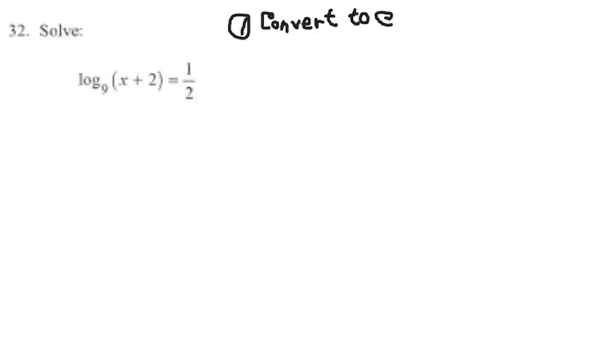 32. Solve:
① Convert to e
log₉(x + 2) = 1/2